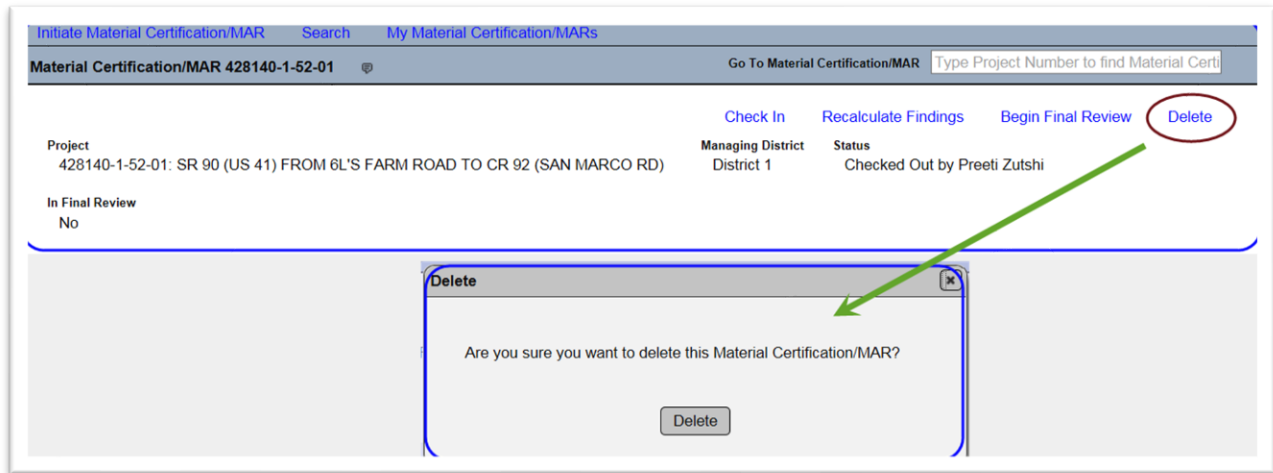 Initiate Material Certification/MAR Search My Material Certification/MARs
Material Certification/MAR 428140-1-52-01 Go To Material Certification/MAR Type Project Number to find Material Certi
Check In Recalculate Findings Begin Final Review Delete
Project Managing District Status
428140-1-52-01: SR 90 (US 41) FROM 6L'S FARM ROAD TO CR 92 (SAN MARCO RD) District 1 Checked Out by Preeti Zutshi
In Final Review
No
Delete
Are you sure you want to delete this Material Certification/MAR?
Delete